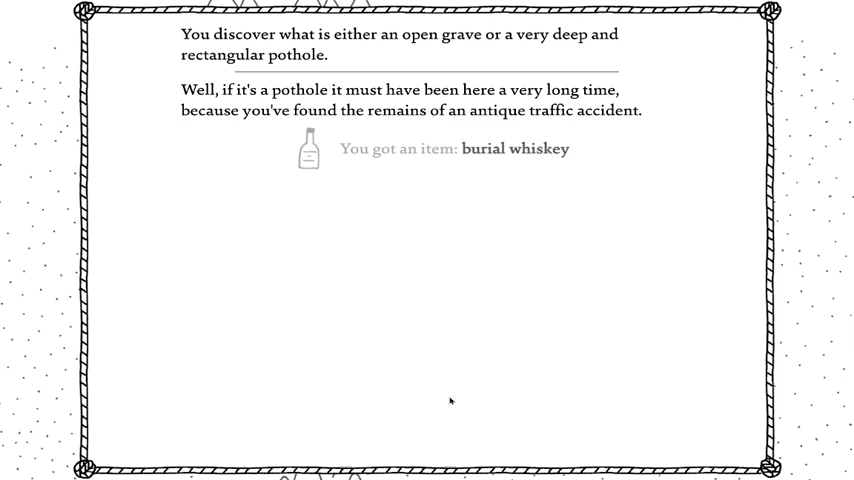 You discover what is either an open grave or a very deep and
rectangular pothole.
Well, if it's a pothole it must have been here a very long time,
because you've found the remains of an antique traffic accident.
You got an item: burial whiskey